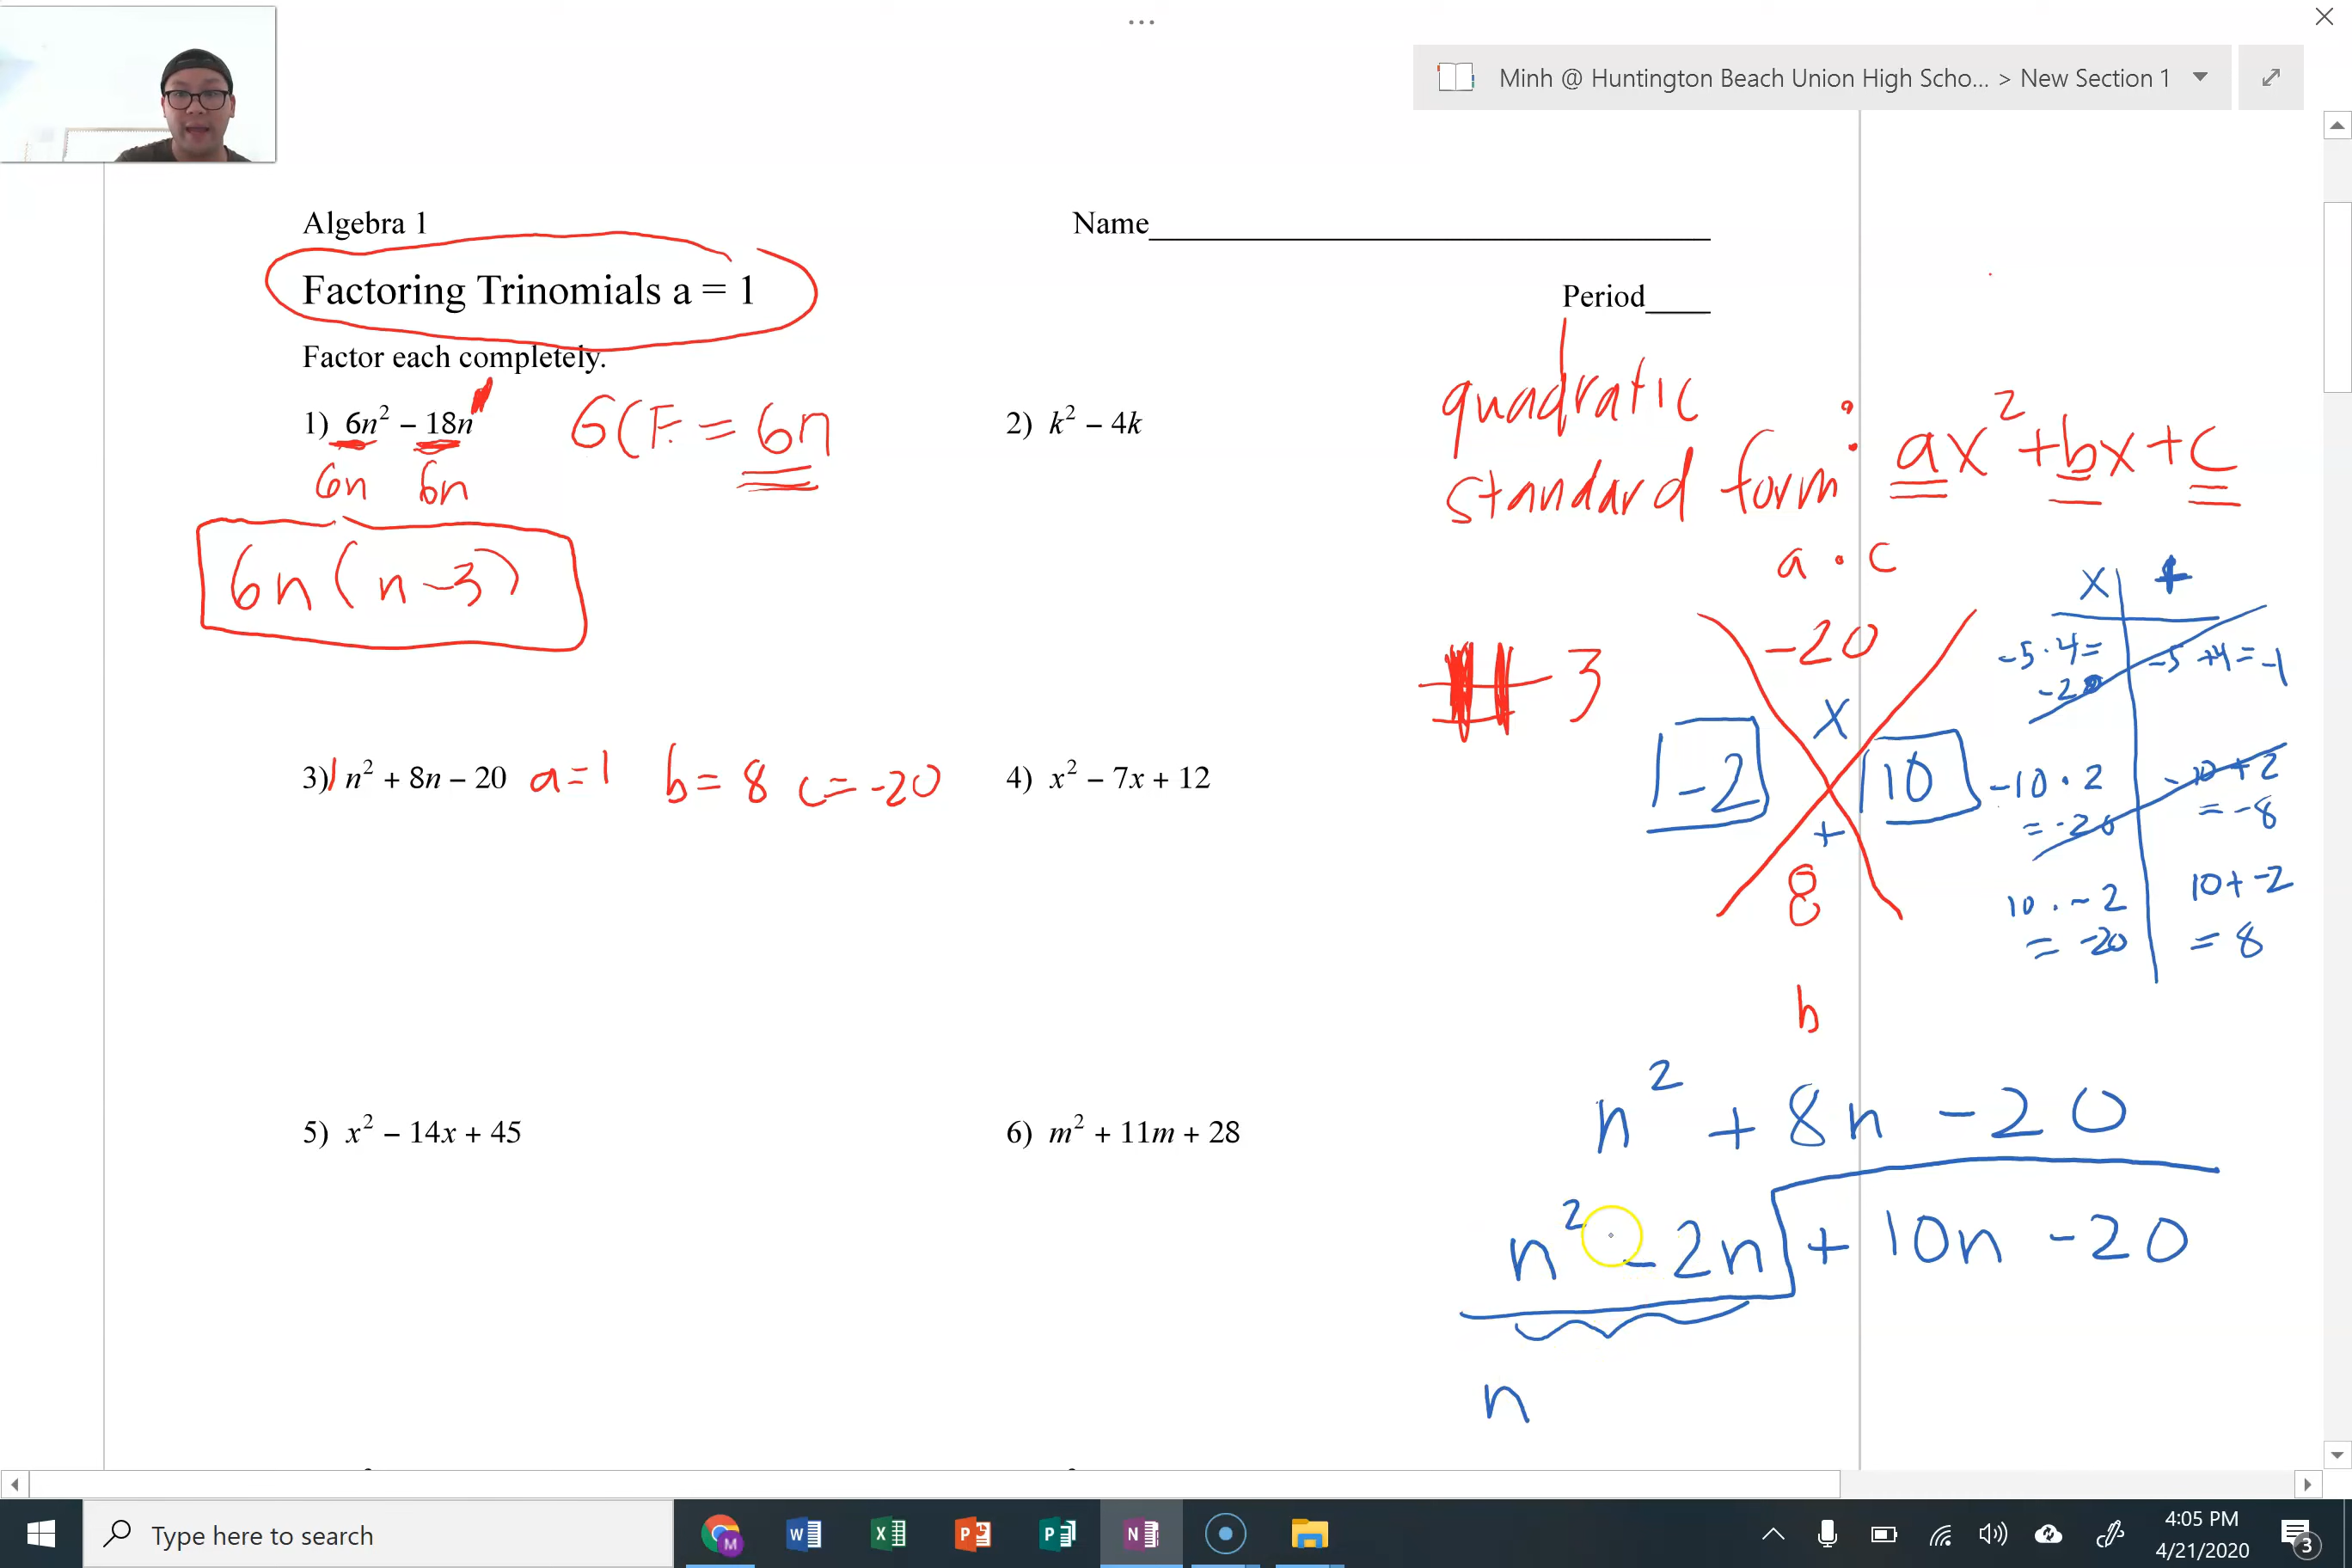 Minh @ Huntington Beach Union High Scho... > New Section 1
Algebra 1
Name
Factoring Trinomials a = 1
Period
Factor each completely.
1) 6n² − 18n
GCF = 6n
6n 6n
6n(n-3)
2) k² − 4k
quadratic
standard form: ax² + bx + c
a · c
3
-20
x
-2 10
+
8
b
x +
-5 · 4 = -20
-5 + 4 = -1
-10 · 2 = -20
-10 + 2 = -8
10 · -2 = -20
10 + -2 = 8
3) 1 n² + 8n − 20 a = 1 b = 8 c = -20
4) x² − 7x + 12
n² + 8n - 20
n² - 2n + 10n - 20
n
5) x² − 14x + 45
6) m² + 11m + 28
Type here to search
4:05 PM
4/21/2020
3